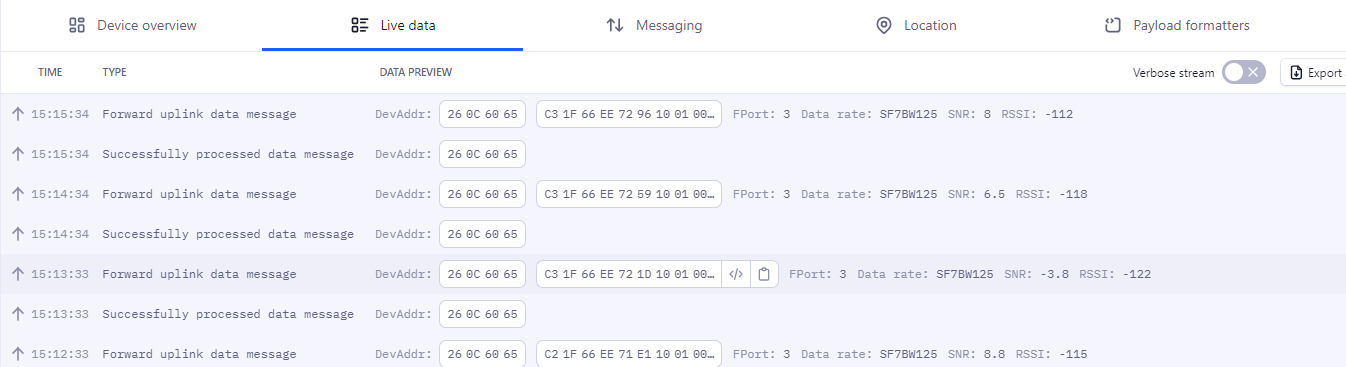 Device overview Live data Messaging Location Payload formatters
TIME TYPE DATA PREVIEW Verbose stream Export
15:15:34 Forward uplink data message DevAddr: 26 0C 60 65 C3 1F 66 EE 72 96 10 01 00… FPort: 3 Data rate: SF7BW125 SNR: 8 RSSI: -112
15:15:34 Successfully processed data message DevAddr: 26 0C 60 65
15:14:34 Forward uplink data message DevAddr: 26 0C 60 65 C3 1F 66 EE 72 59 10 01 00… FPort: 3 Data rate: SF7BW125 SNR: 6.5 RSSI: -118
15:14:34 Successfully processed data message DevAddr: 26 0C 60 65
15:13:33 Forward uplink data message DevAddr: 26 0C 60 65 C3 1F 66 EE 72 1D 10 01 00… </> FPort: 3 Data rate: SF7BW125 SNR: -3.8 RSSI: -122
15:13:33 Successfully processed data message DevAddr: 26 0C 60 65
15:12:33 Forward uplink data message DevAddr: 26 0C 60 65 C2 1F 66 EE 71 E1 10 01 00… FPort: 3 Data rate: SF7BW125 SNR: 8.8 RSSI: -115